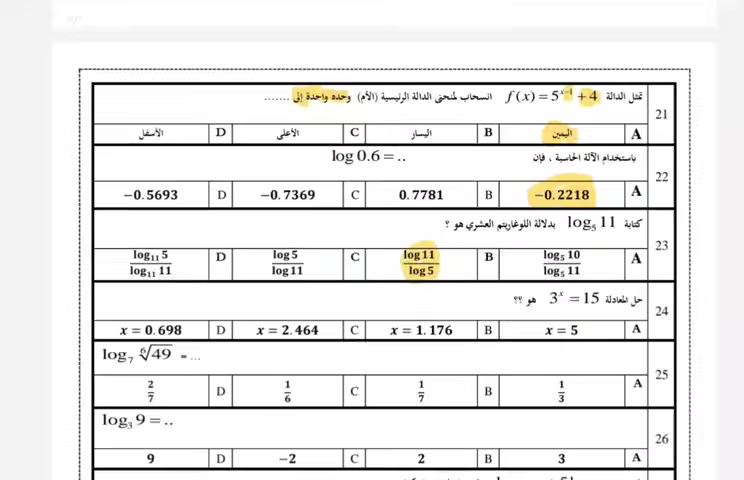 تمثل الدالة f(x) = 5^{x-1} + 4 انسحاب لمنحنى الدالة الرئيسية (الأم) وحده واحدة إلى .......
21
A اليمين B اليسار C الأعلى D الأسفل
باستخدام الآلة الحاسبة ، فإن log 0.6 = ..
22
A −0.2218 B 0.7781 C −0.7369 D −0.5693
كتابة log₅ 11 بدلالة اللوغاريتم العشري هو ؟
23
A log₅ 10 / log₅ 11 B log 11 / log 5 C log 5 / log 11 D log₁₁ 5 / log₁₁ 11
حل المعادلة 3^x = 15 هو ؟؟
24
A x = 5 B x = 1.176 C x = 2.464 D x = 0.698
log₇ ⁶√49 = ...
25
A 1/3 B 1/7 C 1/6 D 2/7
log₃ 9 = ..
26
A 3 B 2 C −2 D 9